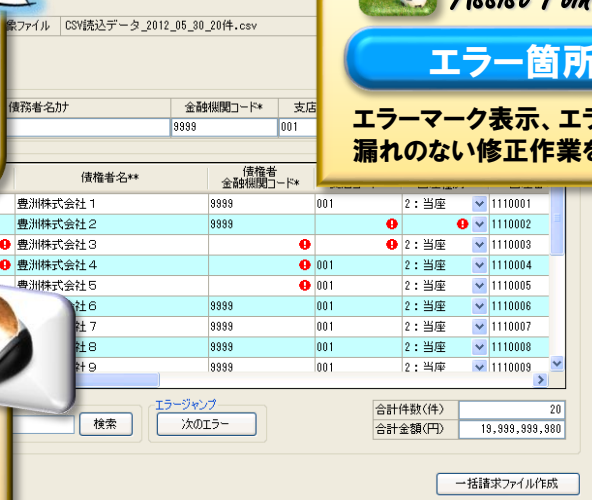 象ファイル CSV読込データ_2012_05_30_20件.csv
エラー箇所
エラーマーク表示、エラ
漏れのない修正作業を
債務者名カナ 金融機関コード* 支店
9999 001
債権者名** 債権者
金融機関コード*
豊洲株式会社1 9999 001 2:当座 1110001
豊洲株式会社2 9999 1110002
豊洲株式会社3 2:当座 1110003
豊洲株式会社4 001 2:当座 1110004
豊洲株式会社5 001 2:当座 1110005
社6 9999 001 2:当座 1110006
社7 9999 001 2:当座 1110007
社8 9999 001 2:当座 1110008
社9 9999 001 2:当座 1110009
エラージャンプ
検索 次のエラー
合計件数(件) 20
合計金額(円) 19,999,999,980
一括請求ファイル作成